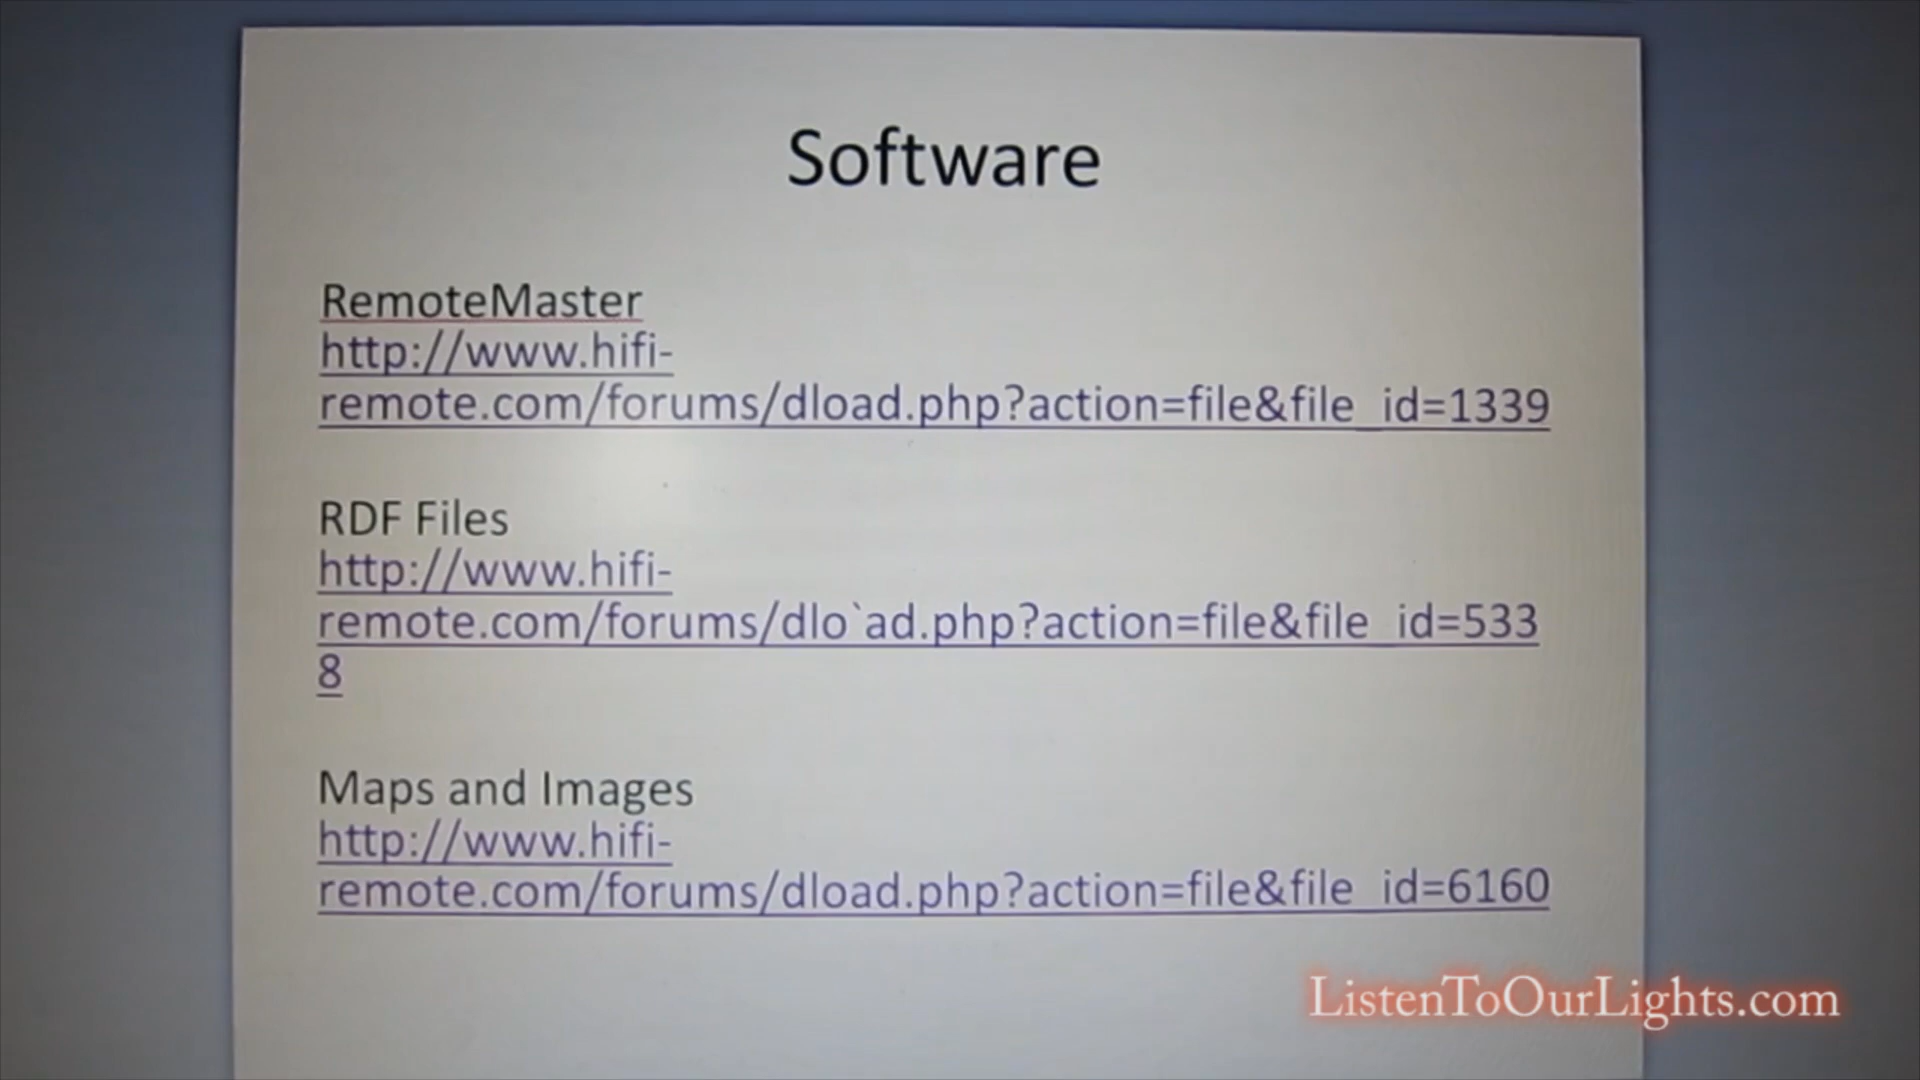 Software
RemoteMaster
http://www.hifi-
remote.com/forums/dload.php?action=file&file_id=1339
RDF Files
http://www.hifi-
remote.com/forums/dlo`ad.php?action=file&file_id=533
8
Maps and Images
http://www.hifi-
remote.com/forums/dload.php?action=file&file_id=6160
ListenToOurLights.com